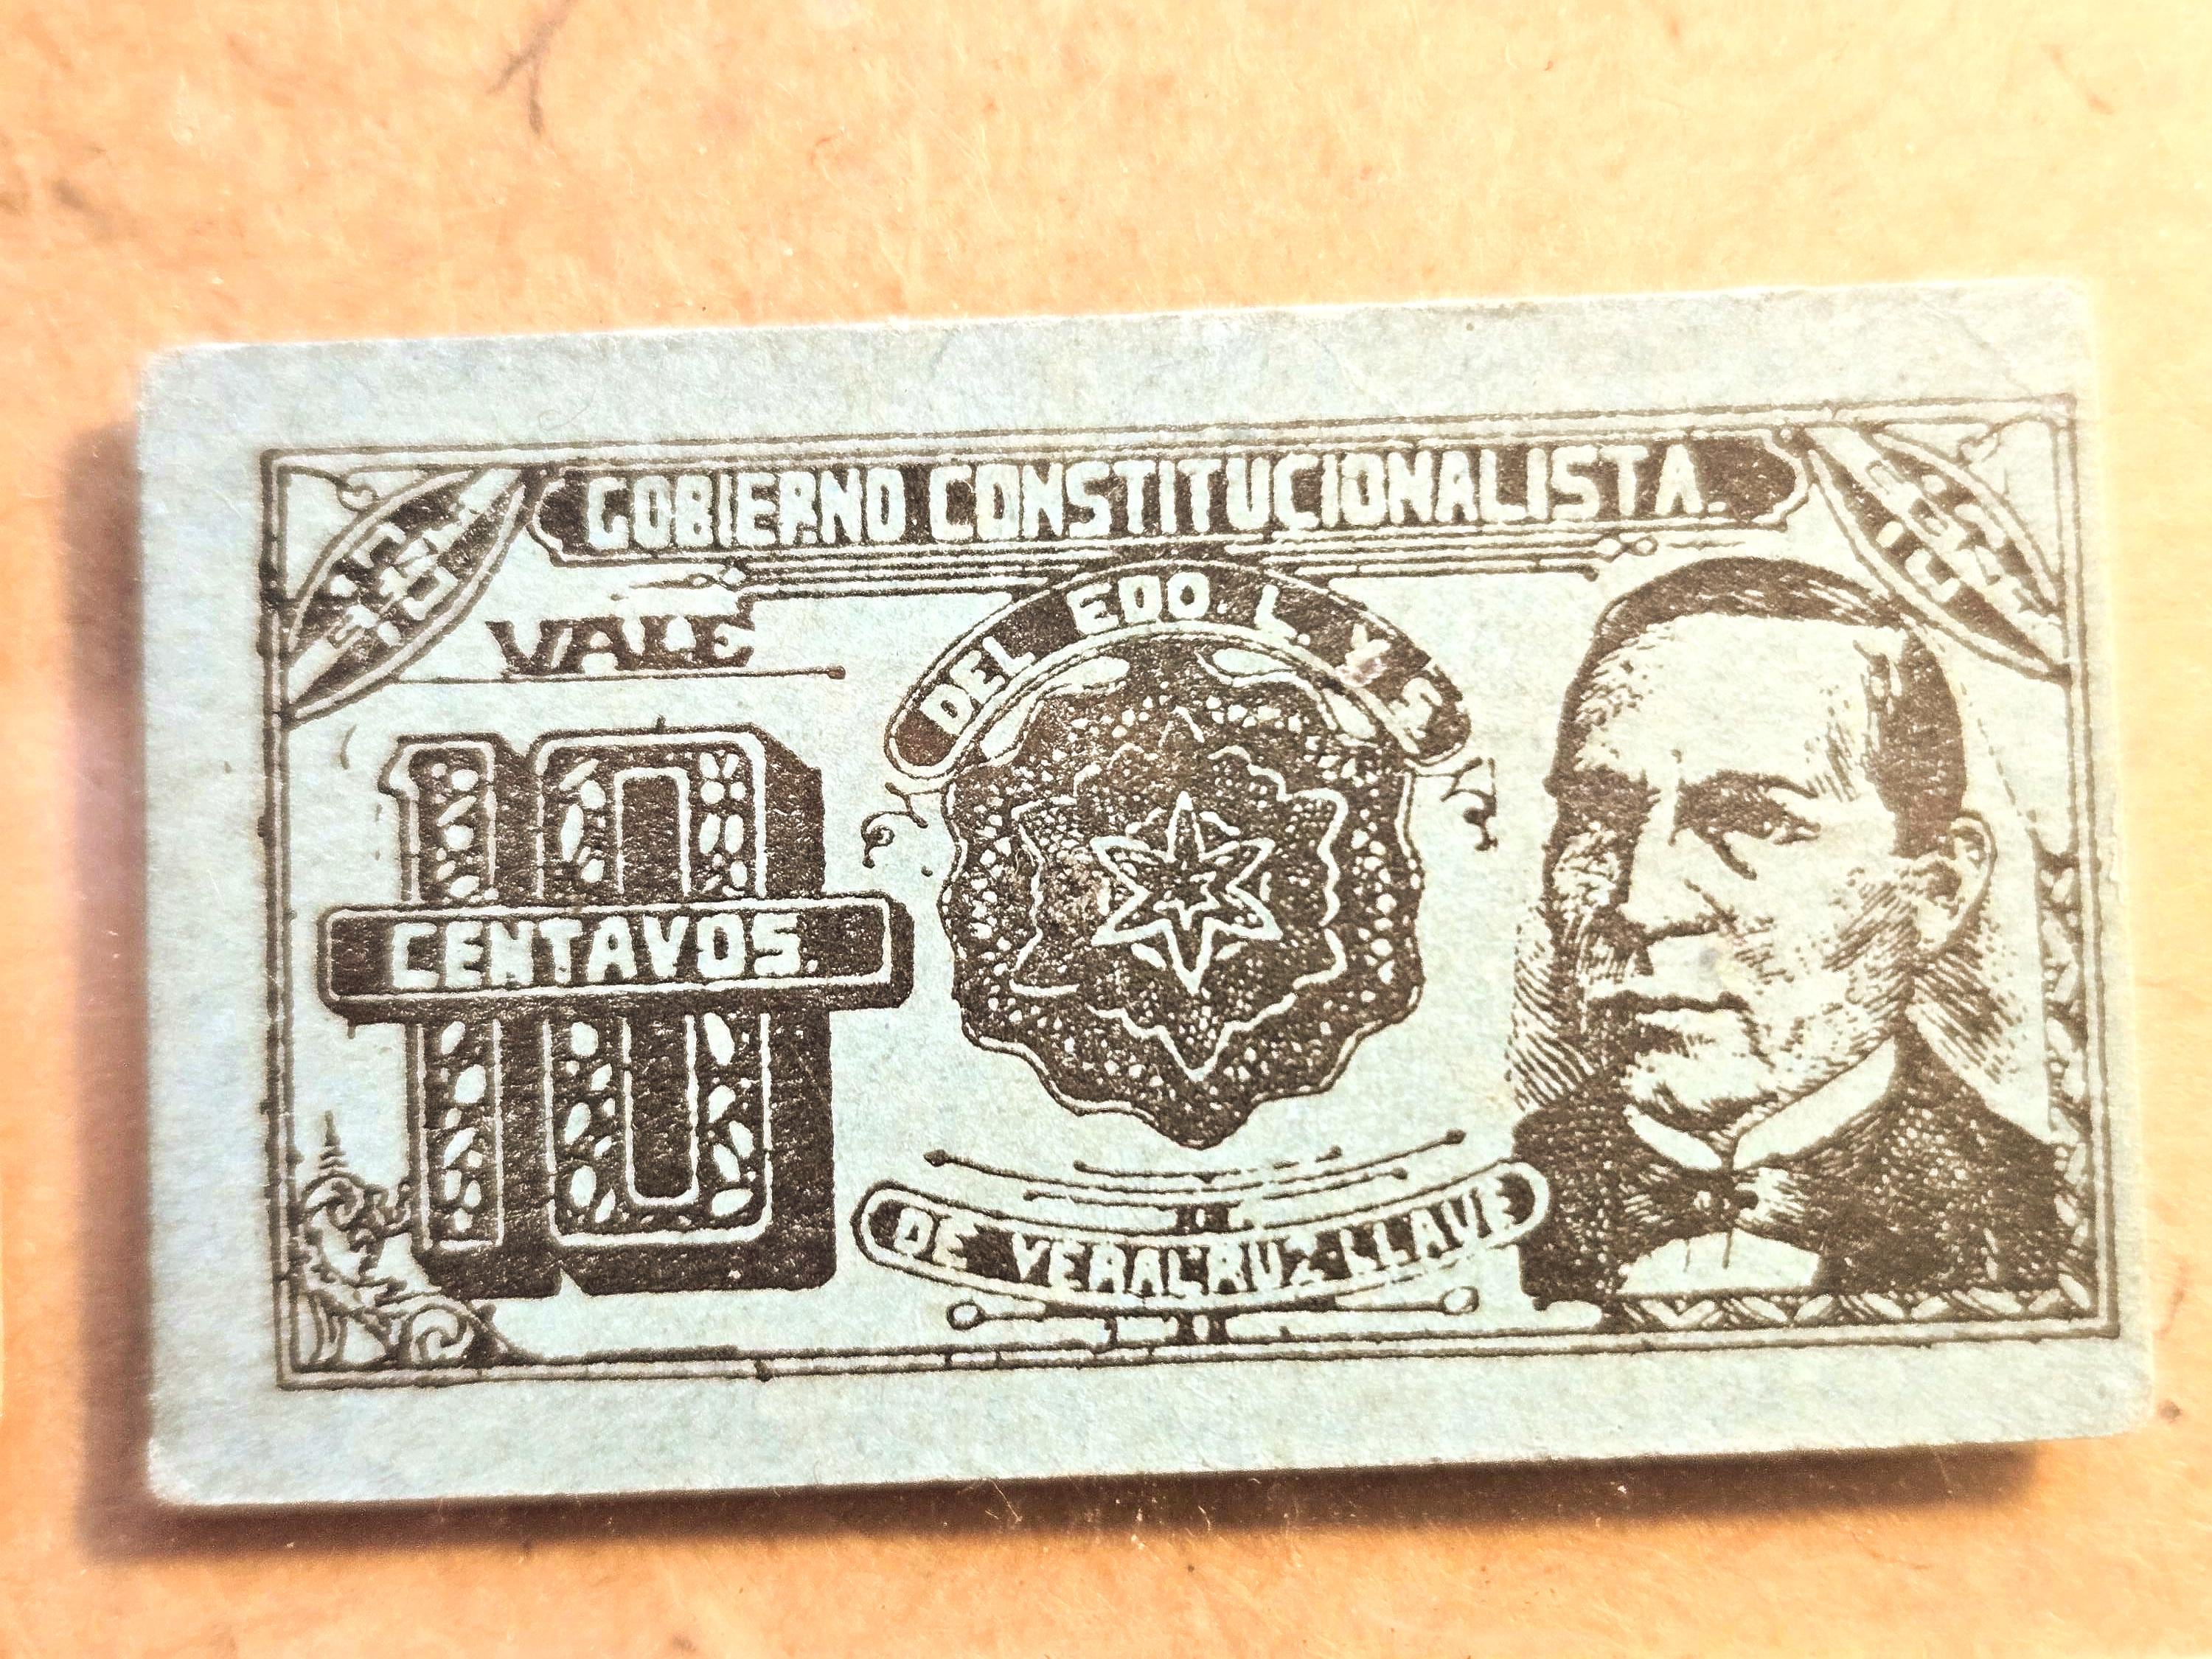 GOBIERNO CONSTITUCIONALISTA.
DEL EDO. L. Y S.
VALE
10
CENTAVOS.
DE VERACRUZ-LLAVE